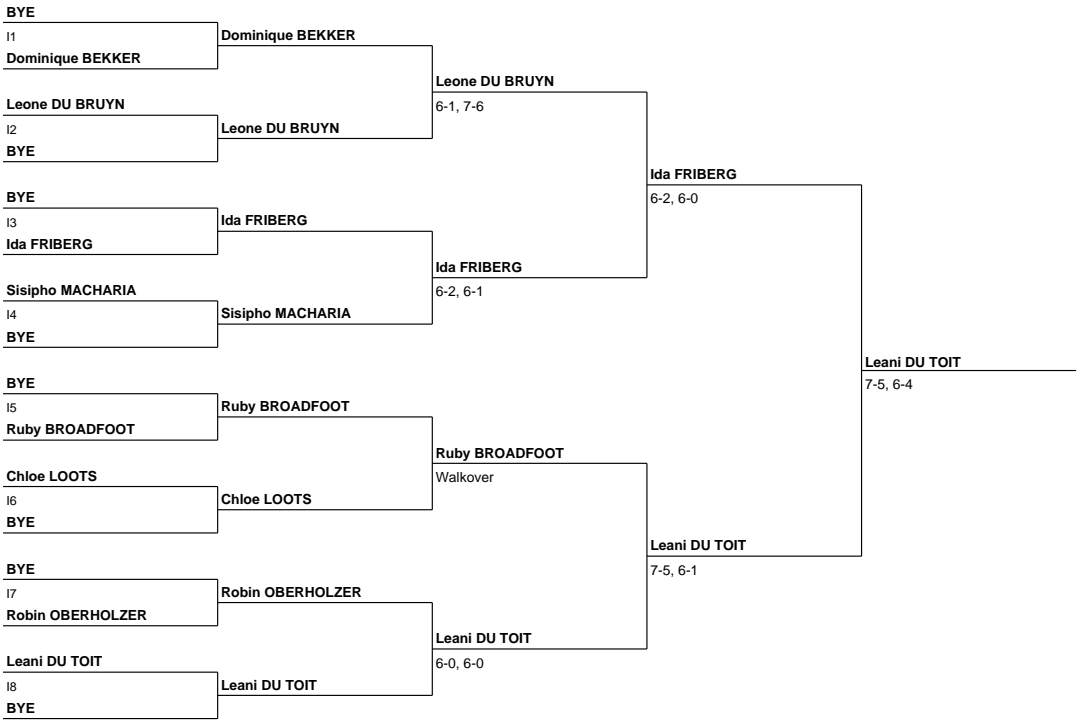 BYE
I1
Dominique BEKKER
Leone DU BRUYN
I2
BYE
BYE
I3
Ida FRIBERG
Sisipho MACHARIA
I4
BYE
BYE
I5
Ruby BROADFOOT
Chloe LOOTS
I6
BYE
BYE
I7
Robin OBERHOLZER
Leani DU TOIT
I8
BYE
Dominique BEKKER
Leone DU BRUYN
Ida FRIBERG
Sisipho MACHARIA
Ruby BROADFOOT
Chloe LOOTS
Robin OBERHOLZER
Leani DU TOIT
Leone DU BRUYN
6-1, 7-6
Ida FRIBERG
6-2, 6-1
Ruby BROADFOOT
Walkover
Leani DU TOIT
6-0, 6-0
Ida FRIBERG
6-2, 6-0
Leani DU TOIT
7-5, 6-1
Leani DU TOIT
7-5, 6-4